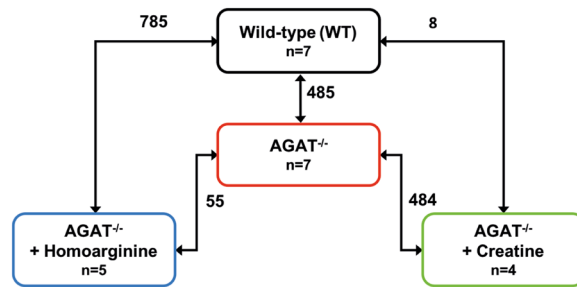 785
Wild-type (WT)
n=7
8
485
AGAT-/-
n=7
55
484
AGAT-/-
+ Homoarginine
n=5
AGAT-/-
+ Creatine
n=4